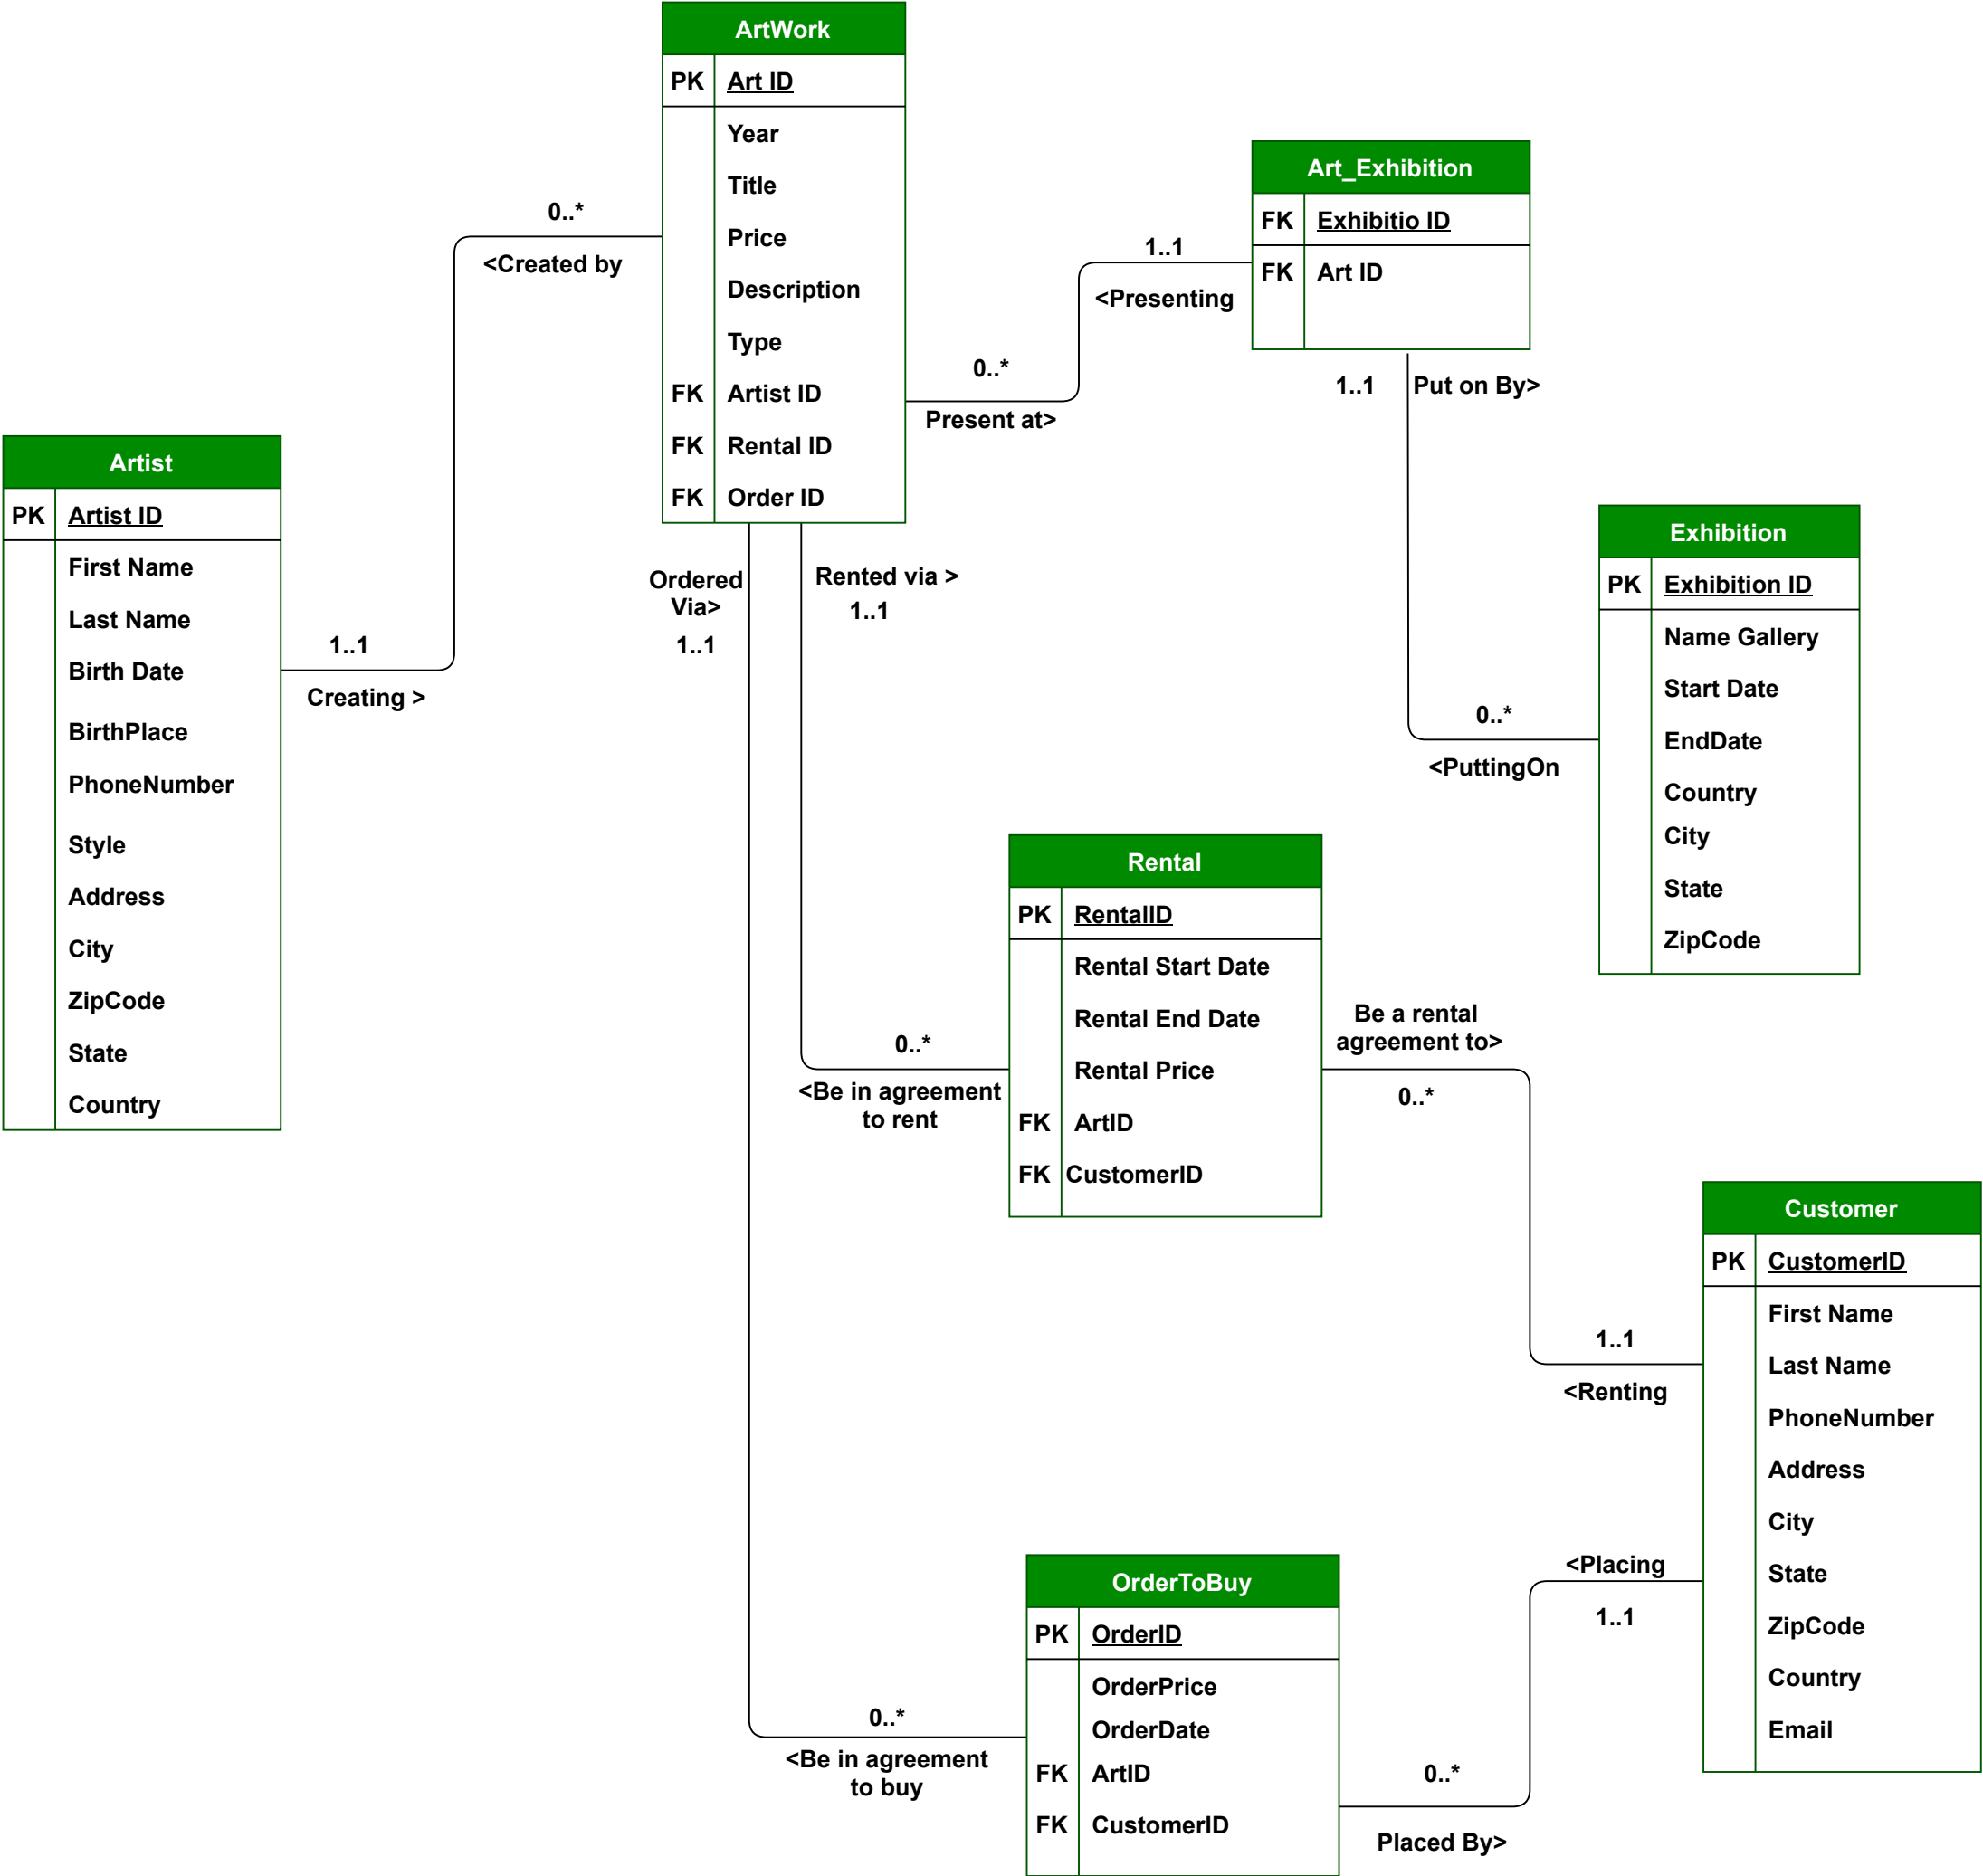 ArtWork
PK Art ID
Year
Title
Price
Description
Type
FK Artist ID
FK Rental ID
FK Order ID
0..*
<Created by
Art_Exhibition
FK Exhibitio ID
FK Art ID
1..1
<Presenting
0..*
Present at>
1..1 Put on By>
Artist
PK Artist ID
First Name
Last Name
Birth Date
BirthPlace
PhoneNumber
Style
Address
City
ZipCode
State
Country
1..1
Creating >
Ordered
Via>
1..1
Rented via >
1..1
Exhibition
PK Exhibition ID
Name Gallery
Start Date
EndDate
Country
City
State
ZipCode
0..*
<PuttingOn
Rental
PK RentalID
Rental Start Date
Rental End Date
Rental Price
FK ArtID
FK CustomerID
0..*
<Be in agreement
to rent
Be a rental
agreement to>
0..*
Customer
PK CustomerID
First Name
Last Name
PhoneNumber
Address
City
State
ZipCode
Country
Email
1..1
<Renting
<Placing
1..1
OrderToBuy
PK OrderID
OrderPrice
OrderDate
FK ArtID
FK CustomerID
0..*
<Be in agreement
to buy
0..*
Placed By>